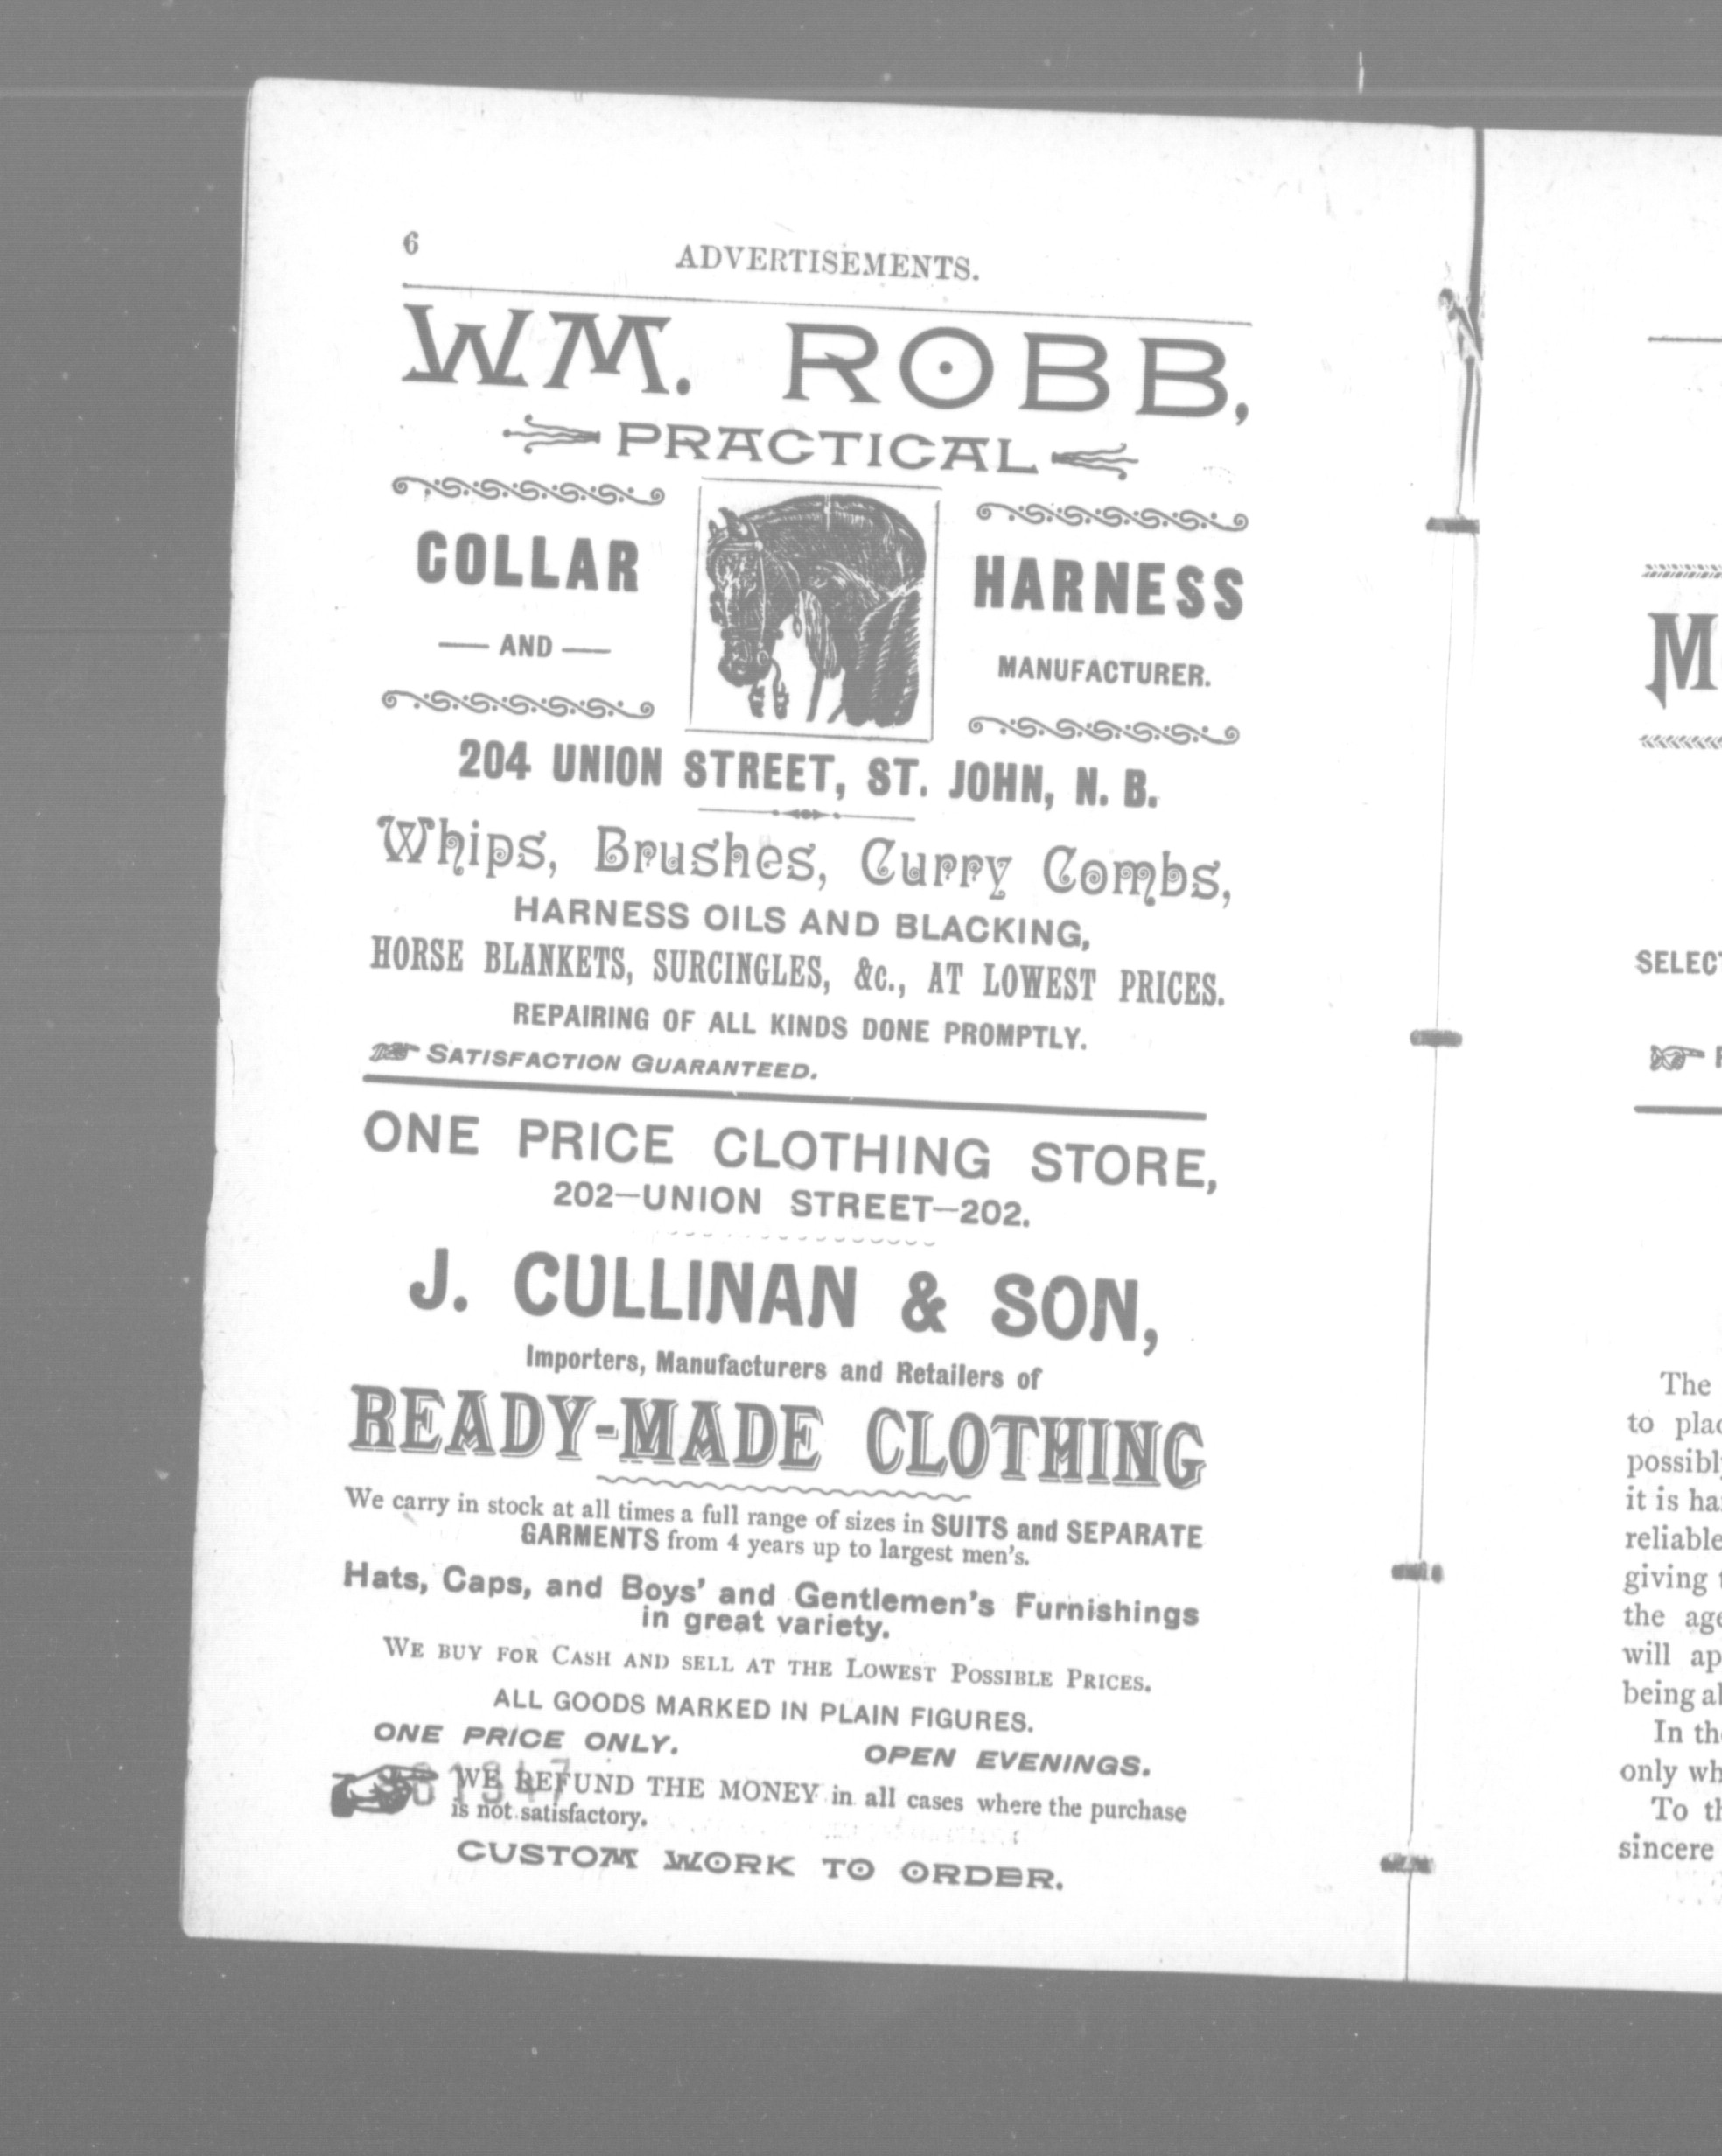 6
ADVERTISEMENTS.
WM. ROBB,
PRACTICAL
COLLAR
— AND —
HARNESS
MANUFACTURER.
204 UNION STREET, ST. JOHN, N. B.
Whips, Brushes, Curry Combs,
HARNESS OILS AND BLACKING,
HORSE BLANKETS, SURCINGLES, &c., AT LOWEST PRICES.
REPAIRING OF ALL KINDS DONE PROMPTLY.
SATISFACTION GUARANTEED.
ONE PRICE CLOTHING STORE,
202—UNION STREET—202.
J. CULLINAN & SON,
Importers, Manufacturers and Retailers of
READY-MADE CLOTHING
We carry in stock at all times a full range of sizes in SUITS and SEPARATE
GARMENTS from 4 years up to largest men's.
Hats, Caps, and Boys' and Gentlemen's Furnishings
in great variety.
WE BUY FOR CASH AND SELL AT THE LOWEST POSSIBLE PRICES.
ALL GOODS MARKED IN PLAIN FIGURES.
ONE PRICE ONLY. OPEN EVENINGS.
WE REFUND THE MONEY in all cases where the purchase
is not satisfactory.
CUSTOM WORK TO ORDER.
M
SELECT
The
to plac
possibl
it is ha
reliable
giving t
the age
will ap
being al
In the
only wh
To th
sincere